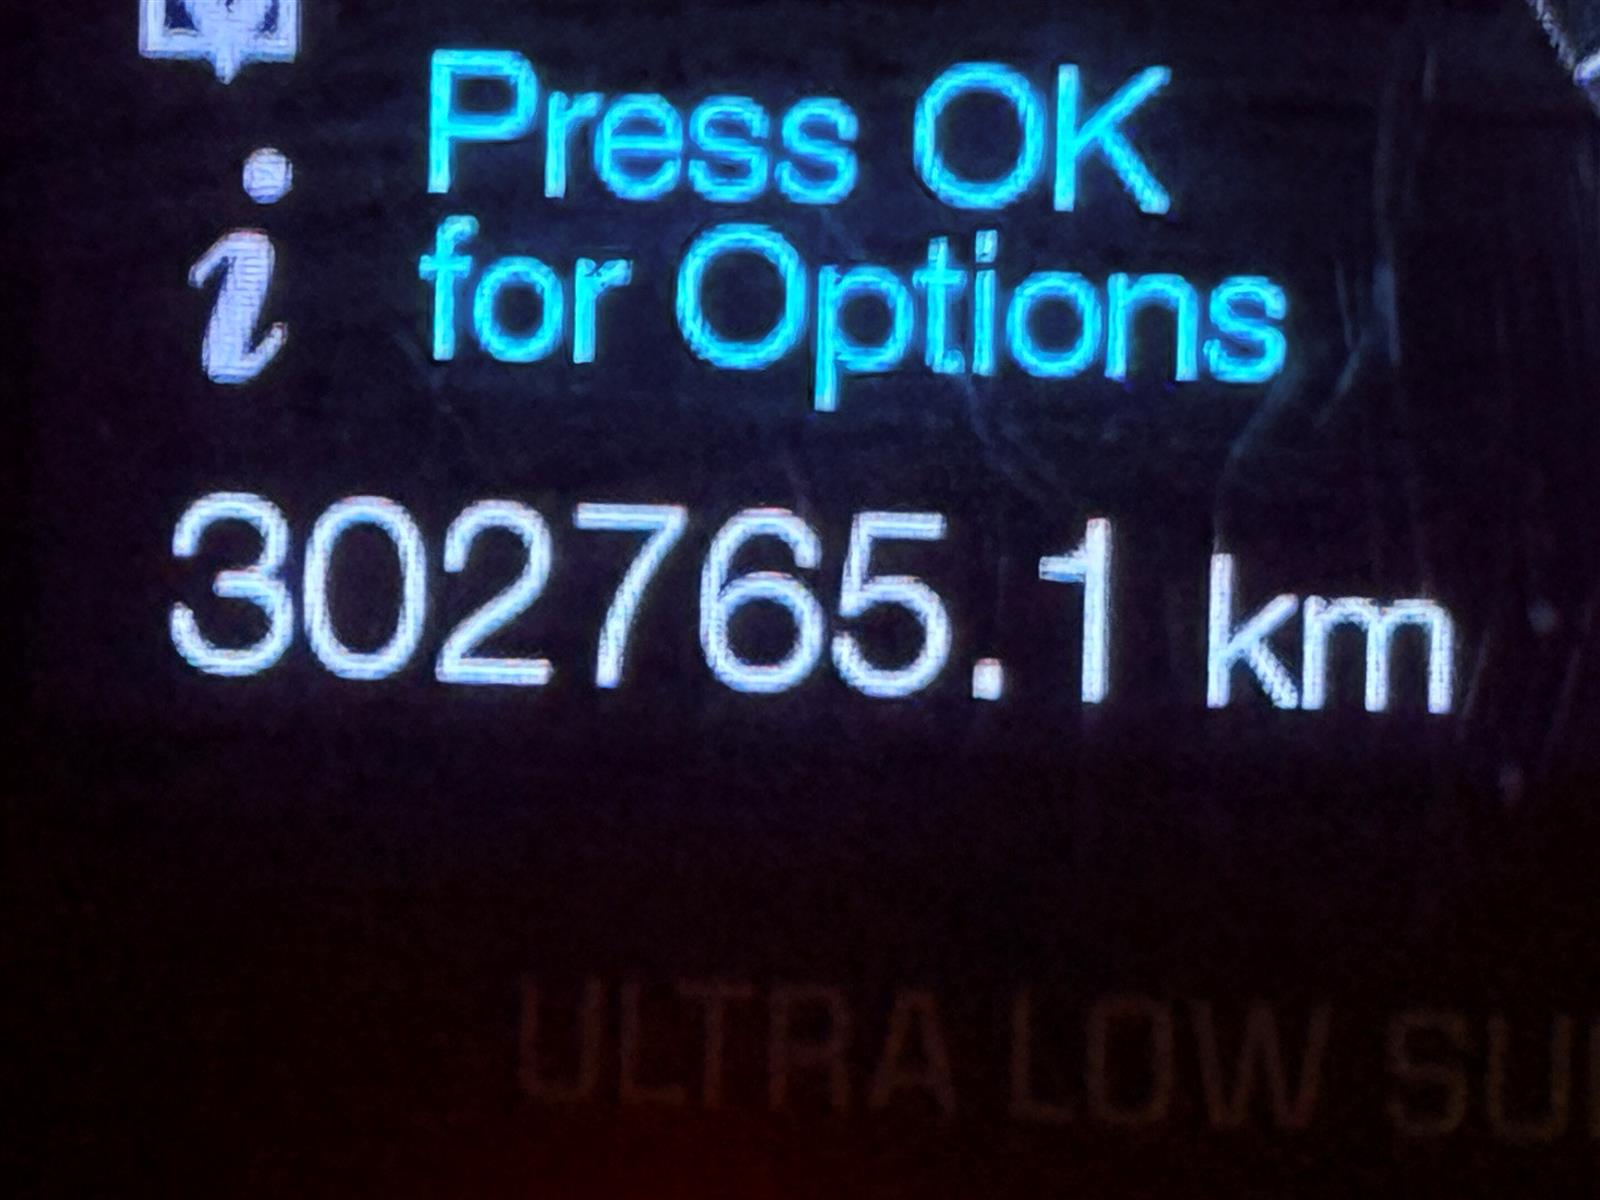 Press OK
for Options
302765.1 km
ULTRA LOW